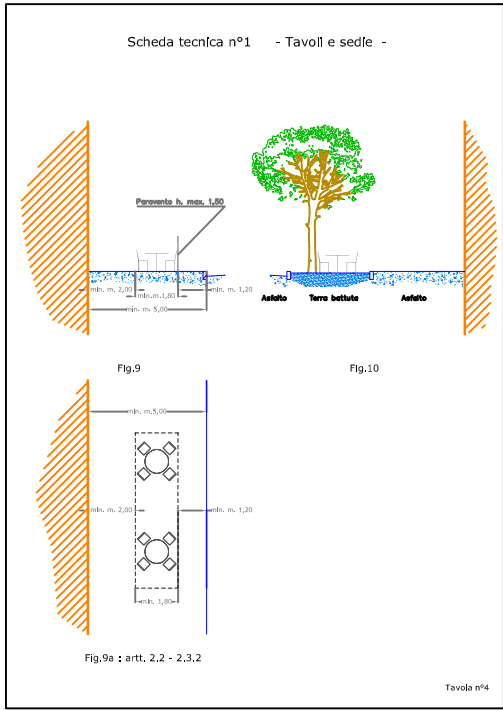 Scheda tecnica n°1 - Tavoli e sedie -
Paravento h. max. 1,50
min. m. 2,00
min. m. 1,20
min.m.1,80
min. m. 5,00
Asfalto Terra battuta Asfalto
Fig.9
Fig.10
min. m.5,00
min. m. 2,00
min. m. 1,20
min. 1,80
Fig.9a : artt. 2.2 - 2.3.2
Tavola n°4